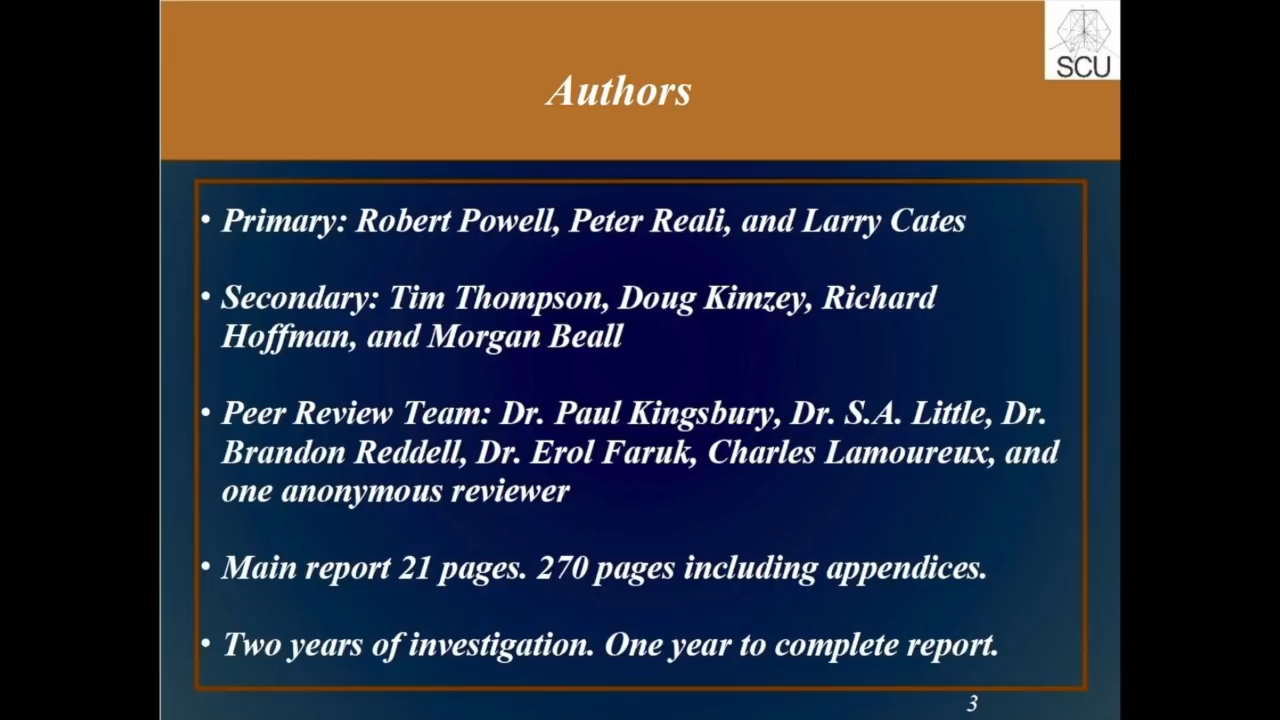 SCU
Authors
• Primary: Robert Powell, Peter Reali, and Larry Cates
• Secondary: Tim Thompson, Doug Kimzey, Richard
Hoffman, and Morgan Beall
• Peer Review Team: Dr. Paul Kingsbury, Dr. S.A. Little, Dr.
Brandon Reddell, Dr. Erol Faruk, Charles Lamoureux, and
one anonymous reviewer
• Main report 21 pages. 270 pages including appendices.
• Two years of investigation. One year to complete report.
3